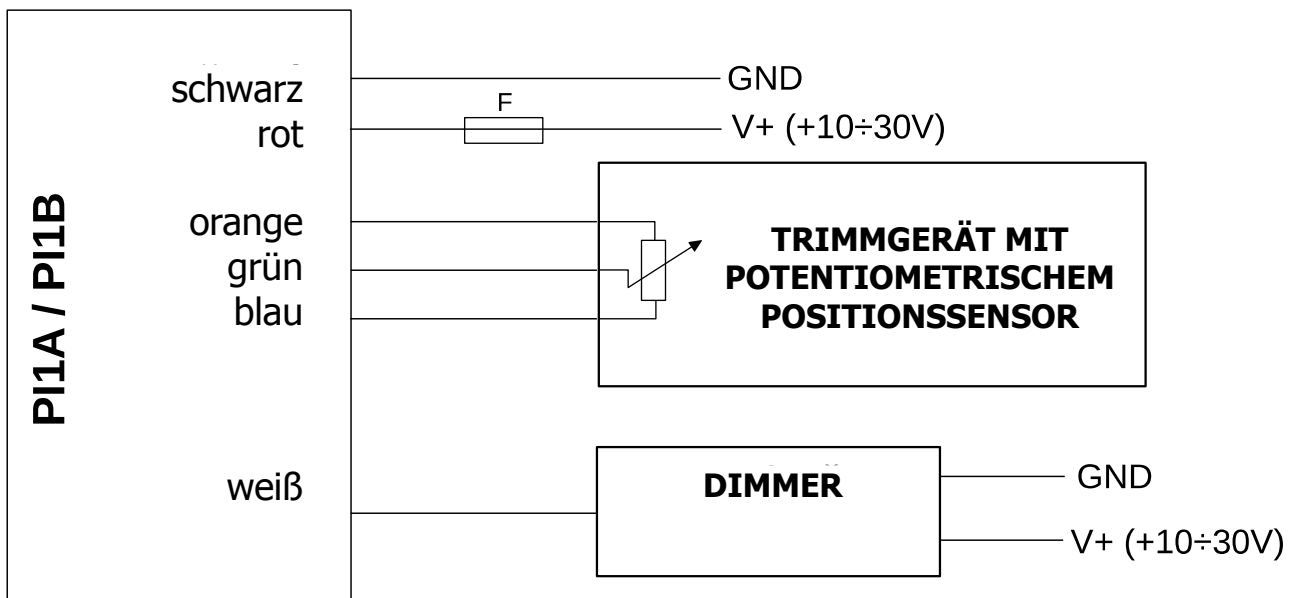 PI1A / PI1B
schwarz
GND
F
rot
V+ (+10÷30V)
orange
grün
blau
TRIMMGERÄT MIT
POTENTIOMETRISCHEM
POSITIONSSENSOR
weiß
DIMMER
GND
V+ (+10÷30V)